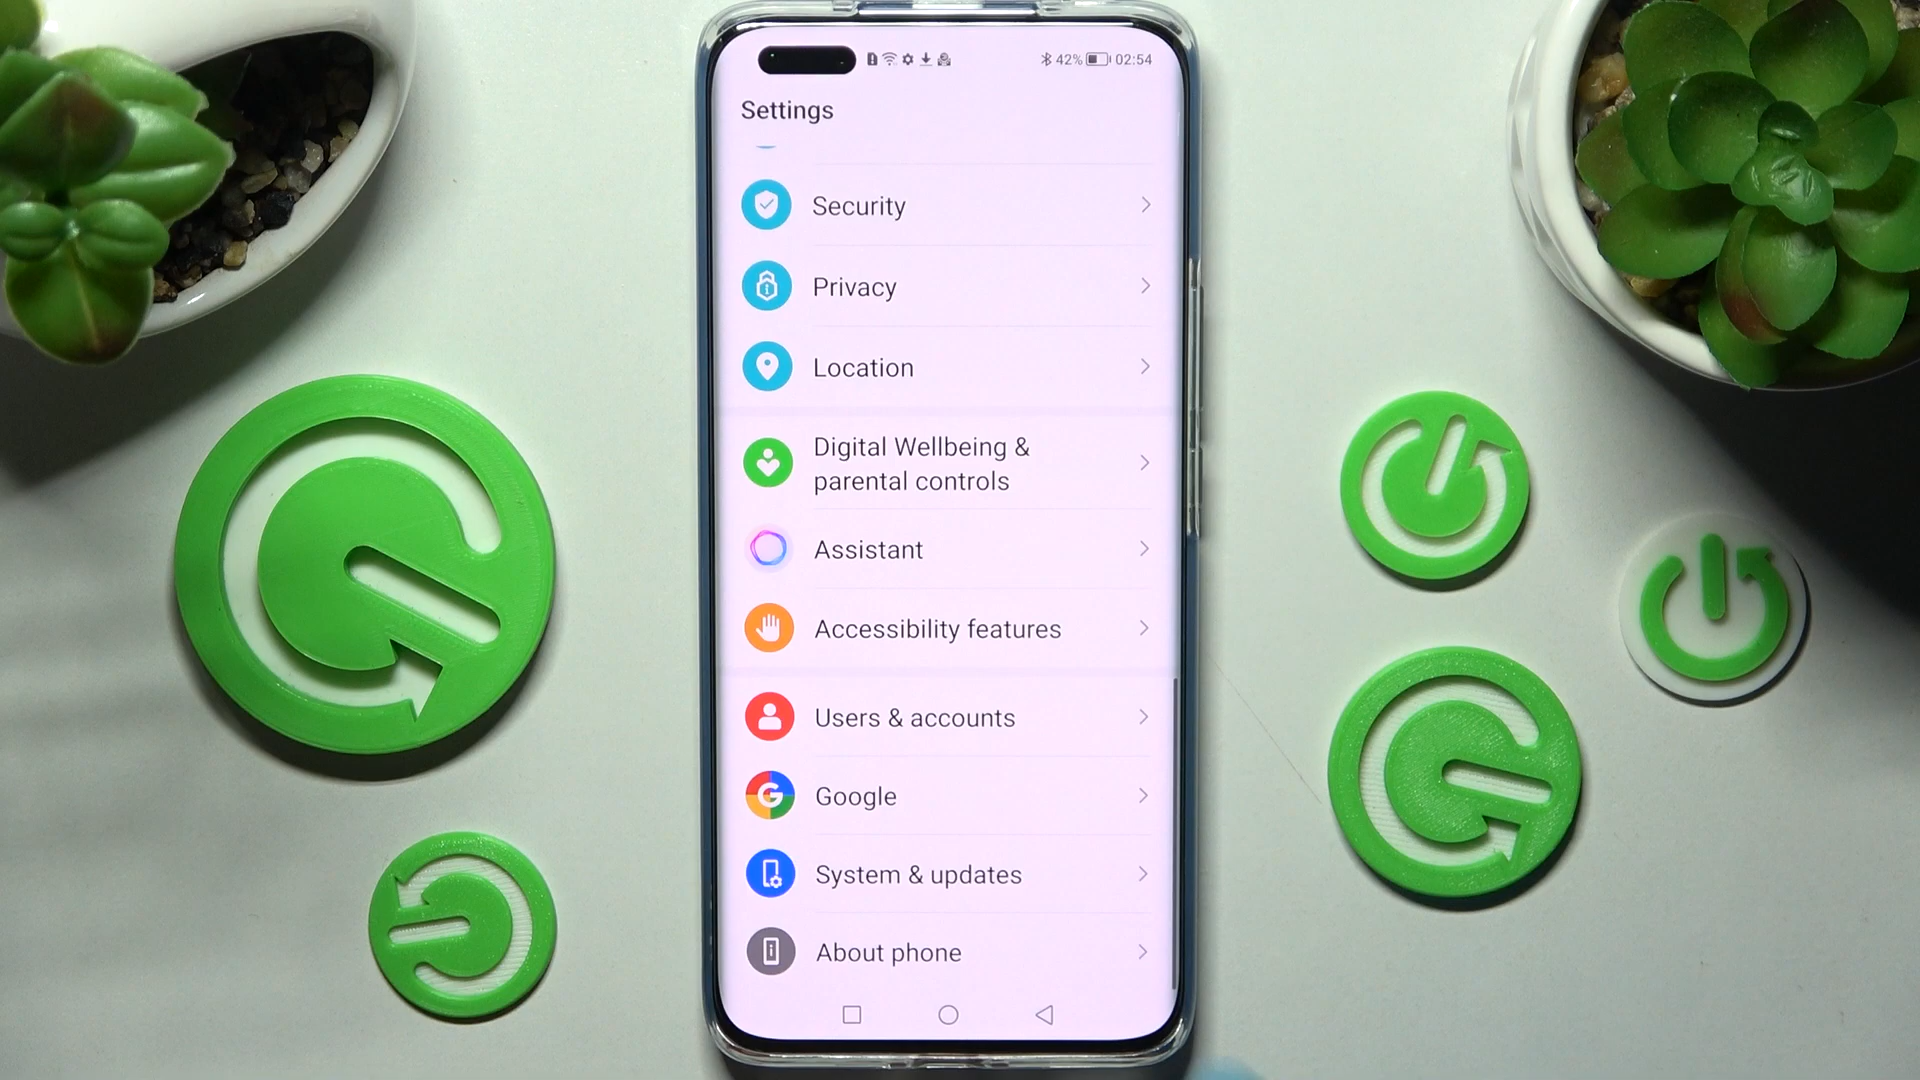 42% 02:54
Settings
Security
Privacy
Location
Digital Wellbeing &
parental controls
Assistant
Accessibility features
Users & accounts
Google
System & updates
About phone